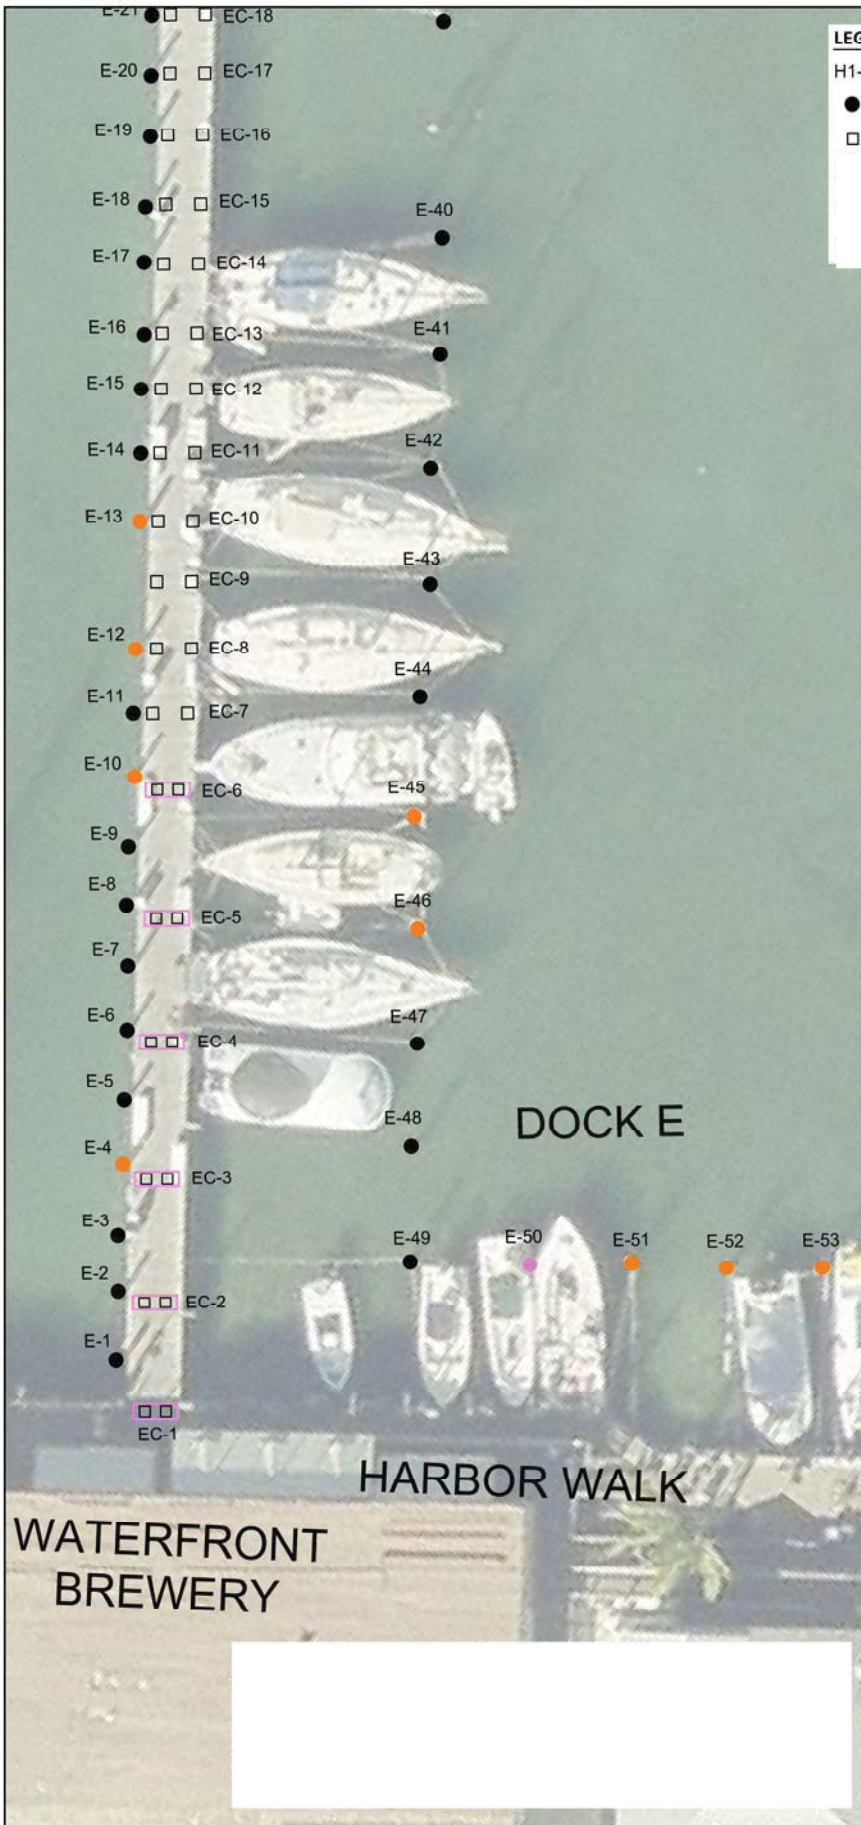 E-21 EC-18
LEG
E-20 EC-17
H1-
E-19 EC-16
E-18 EC-15
E-40
E-17 EC-14
E-16 EC-13
E-41
E-15 EC-12
E-14 EC-11
E-42
E-13 EC-10
E-43
EC-9
E-12 EC-8
E-44
E-11 EC-7
E-10 EC-6
E-45
E-9
E-8
E-46
EC-5
E-7
E-6
E-47
EC-4
E-5
E-48
DOCK E
E-4
EC-3
E-3
E-49 E-50 E-51 E-52 E-53
E-2
EC-2
E-1
EC-1
HARBOR WALK
WATERFRONT
BREWERY